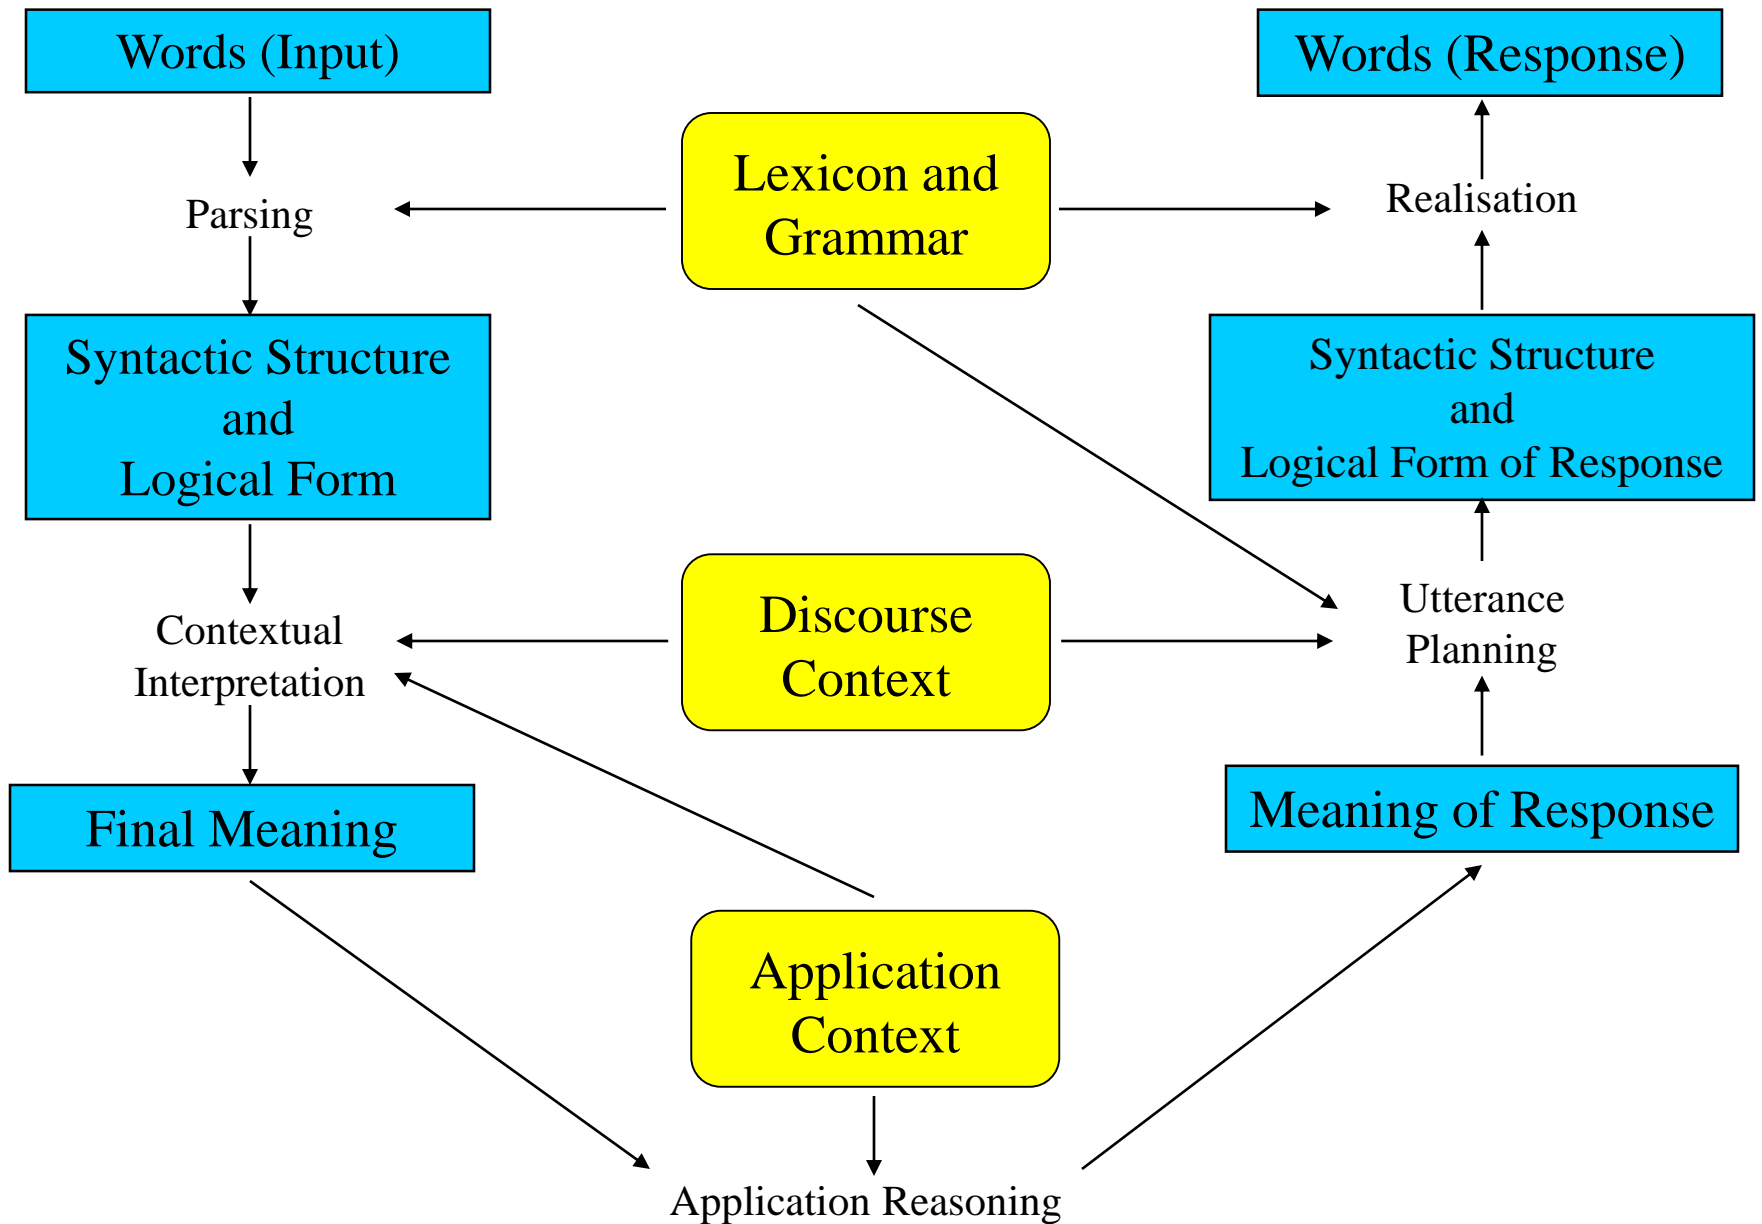 Words (Input)
Words (Response)
Lexicon and
Grammar
Parsing
Realisation
Syntactic Structure
and
Logical Form
Syntactic Structure
and
Logical Form of Response
Discourse
Context
Contextual
Interpretation
Utterance
Planning
Final Meaning
Meaning of Response
Application
Context
Application Reasoning